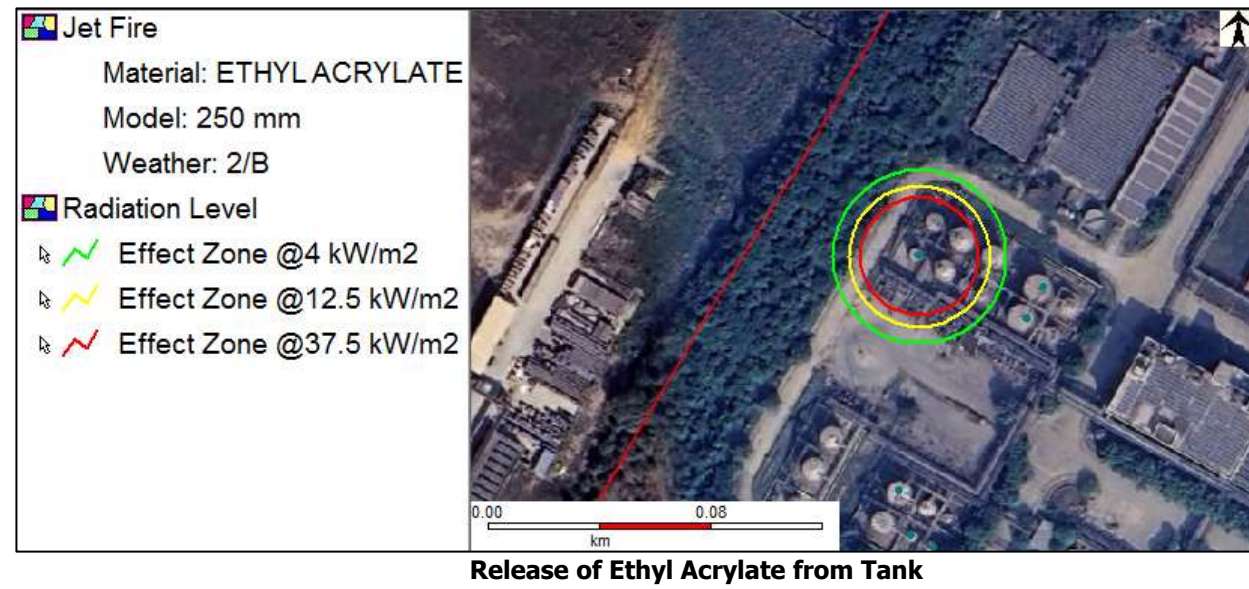 Jet Fire
Material: ETHYL ACRYLATE
Model: 250 mm
Weather: 2/B
Radiation Level
Effect Zone @4 kW/m2
Effect Zone @12.5 kW/m2
Effect Zone @37.5 kW/m2
0.00 0.08
km
Release of Ethyl Acrylate from Tank